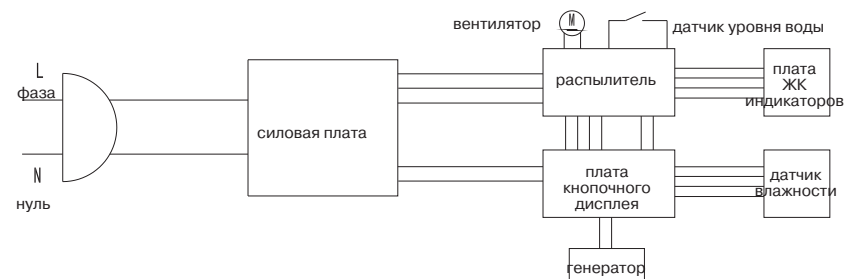 вентилятор
M
датчик уровня воды
L
фаза
силовая плата
распылитель
плата
ЖК
индикаторов
N
нуль
плата
кнопочного
дисплея
датчик
влажности
генератор